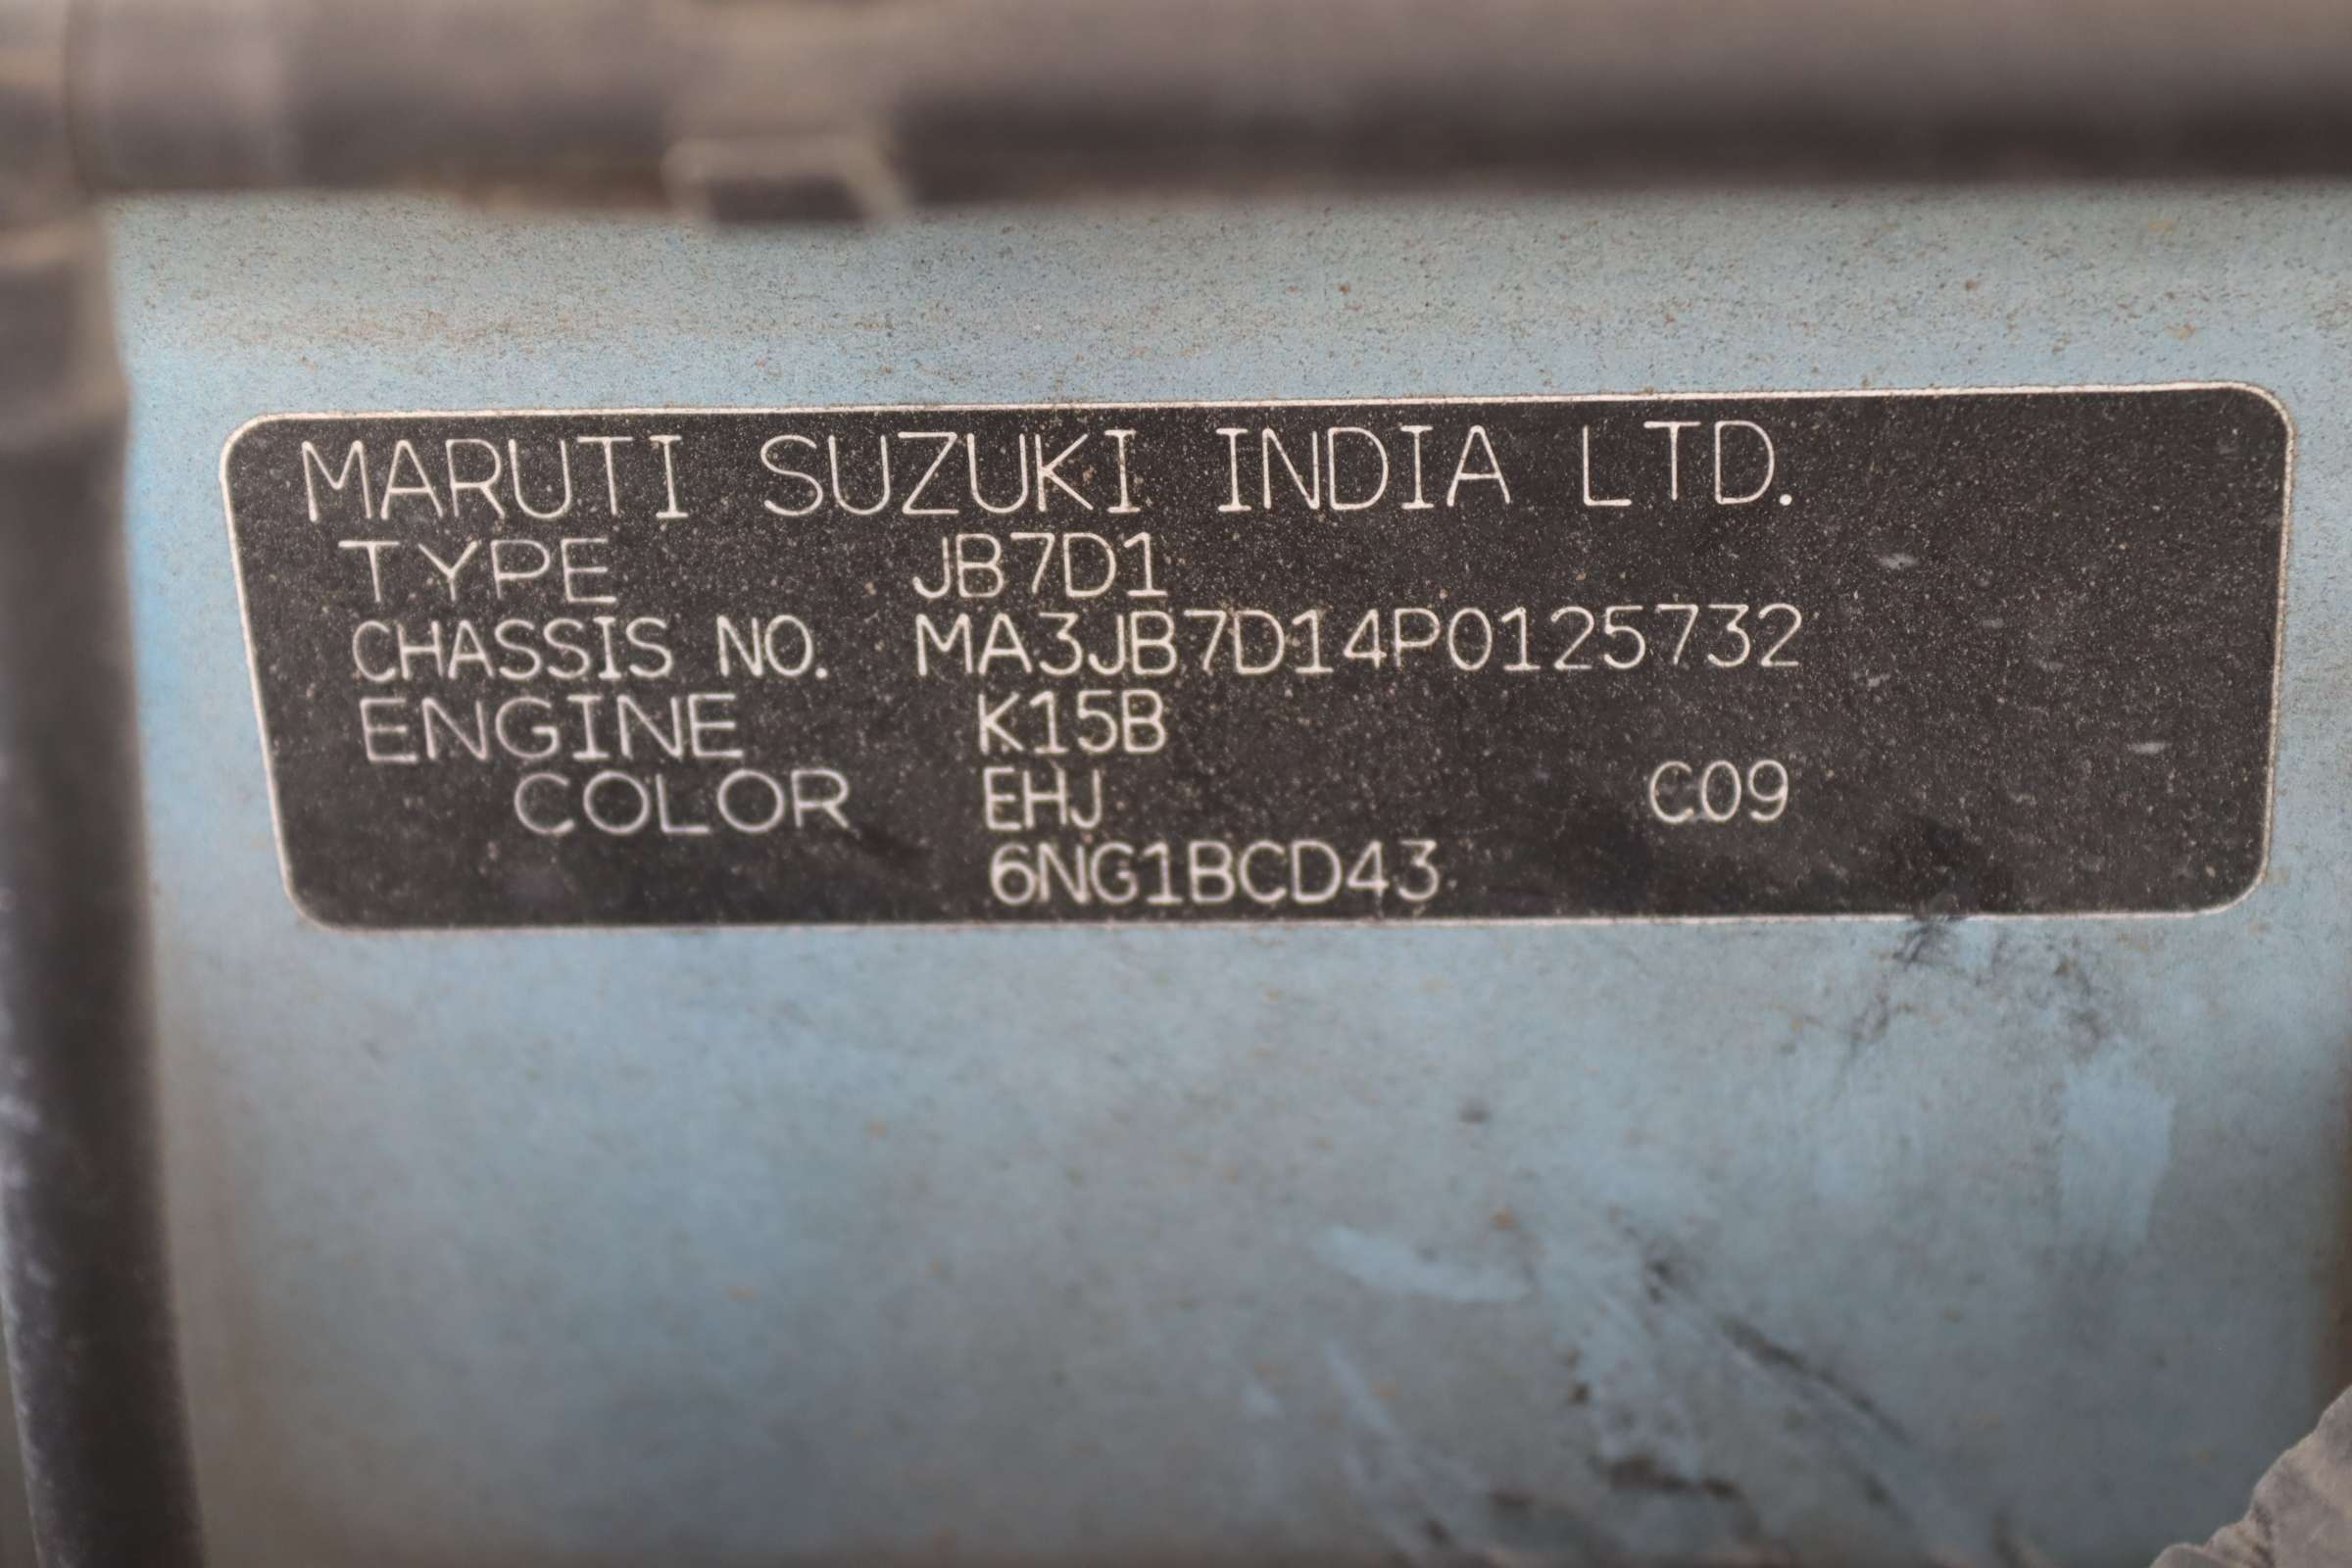 MARUTI SUZUKI INDIA LTD.
TYPE JB7D1
CHASSIS NO. MA3JB7D14P0125732
ENGINE K15B
COLOR EHJ C09
6NG1BCD43